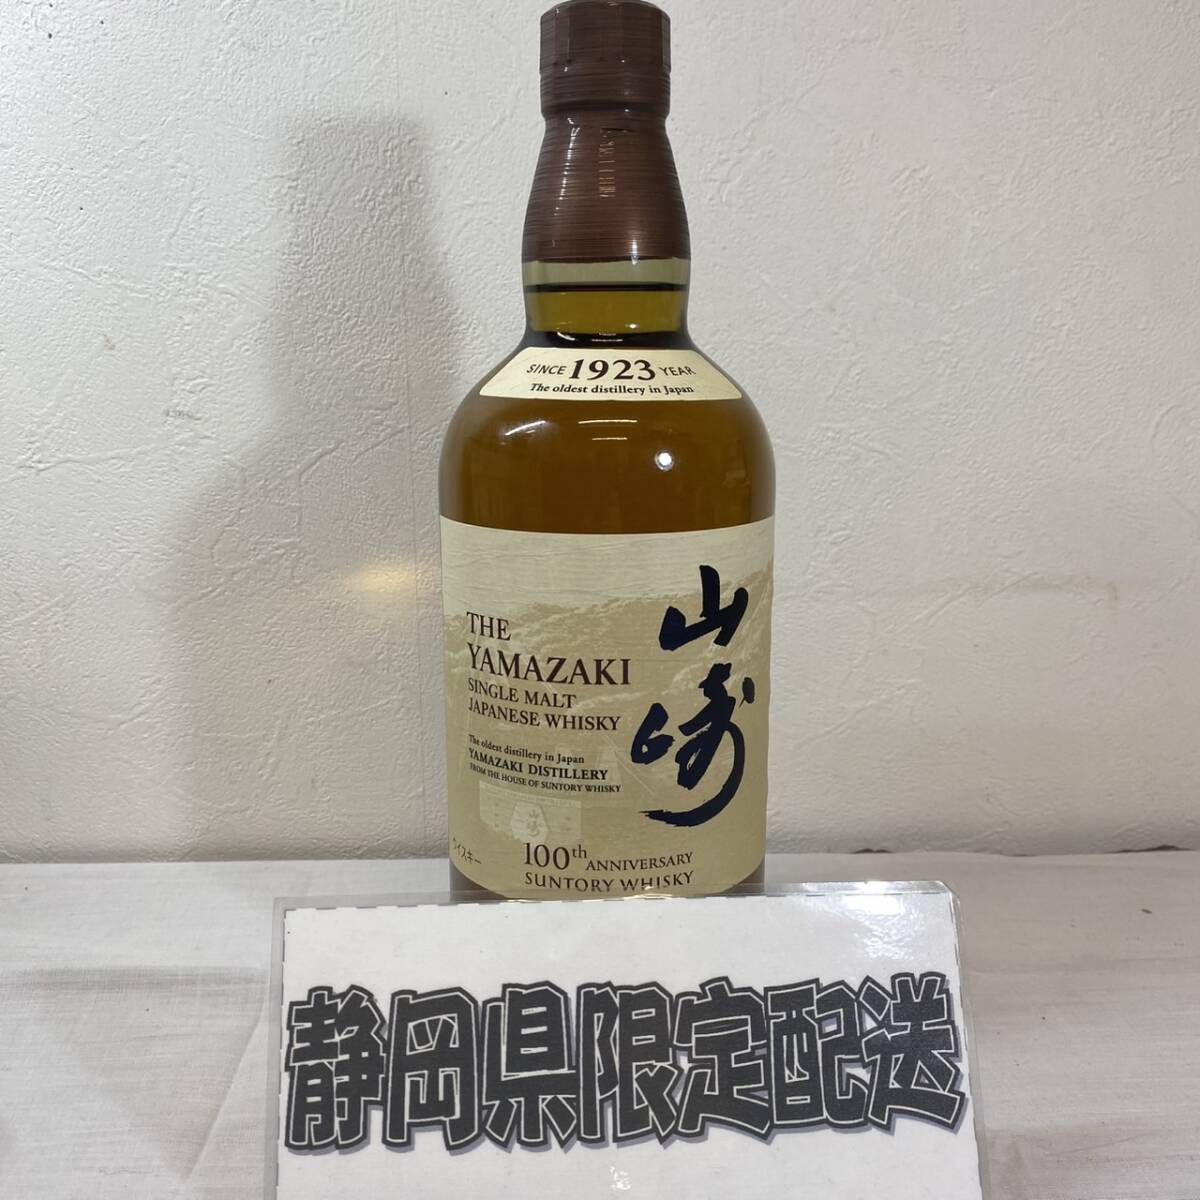 SINCE 1923 YEAR
The oldest distillery in Japan
THE
YAMAZAKI
SINGLE MALT
JAPANESE WHISKY
山崎
The oldest distillery in Japan
YAMAZAKI DISTILLERY
FROM THE HOUSE OF SUNTORY WHISKY
山崎
ウイスキー
100th ANNIVERSARY
SUNTORY WHISKY
静岡県限定配送